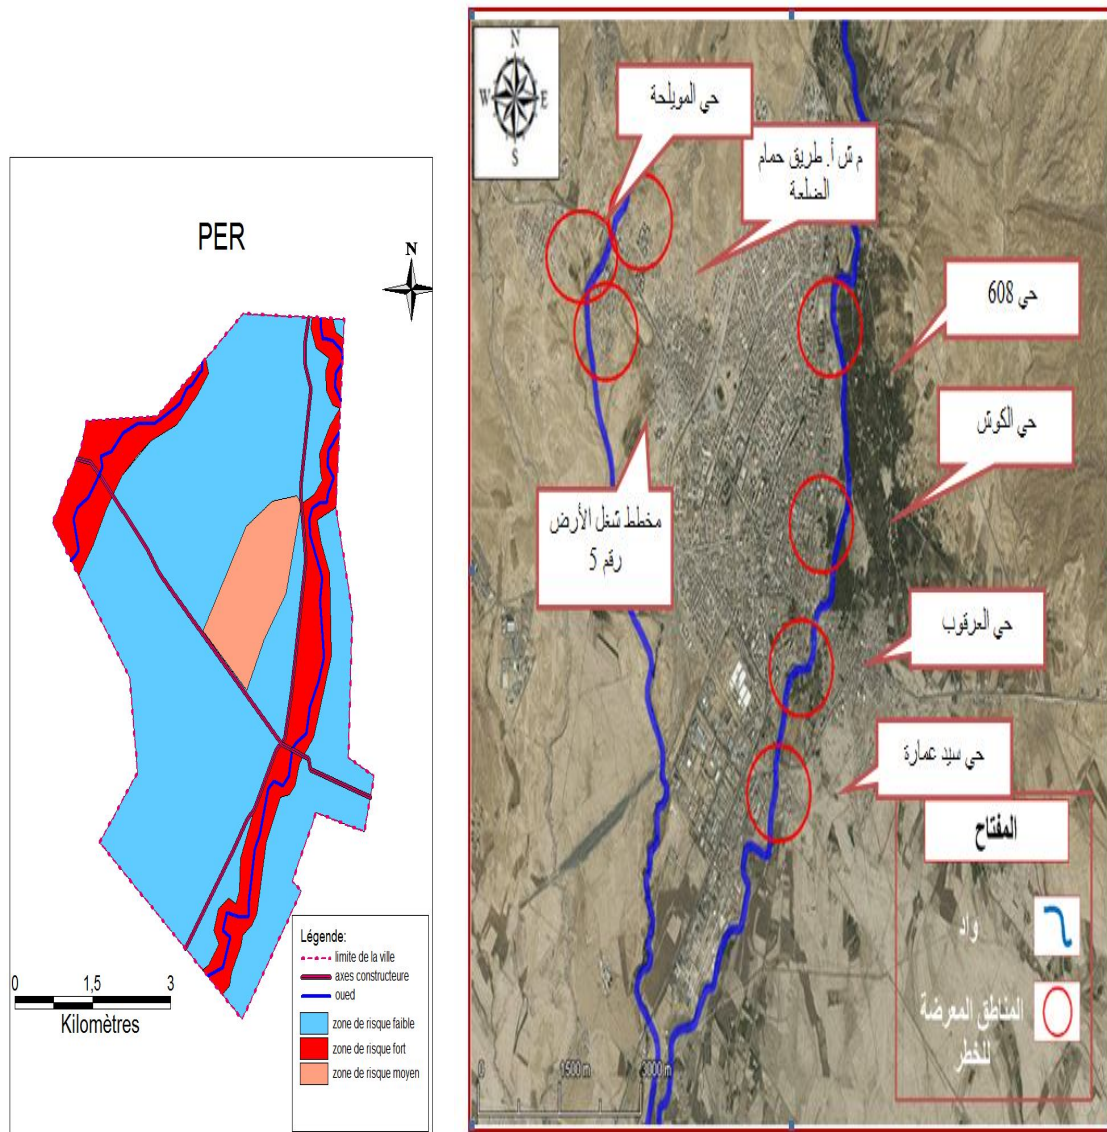 PER
N
Légende:
limite de la ville
axes constructeure
oued
zone de risque faible
zone de risque fort
zone de risque moyen
0 1,5 3
Kilomètres
N
W E
S
حي المويلحة
م ش أ. طريق حمام
الضلعة
حي 608
حي الكوش
مخطط شغل الأرض
رقم 5
حي العرقوب
حي سيد عمارة
المفتاح
واد
المناطق المعرضة
للخطر
0 1500 m 3000 m